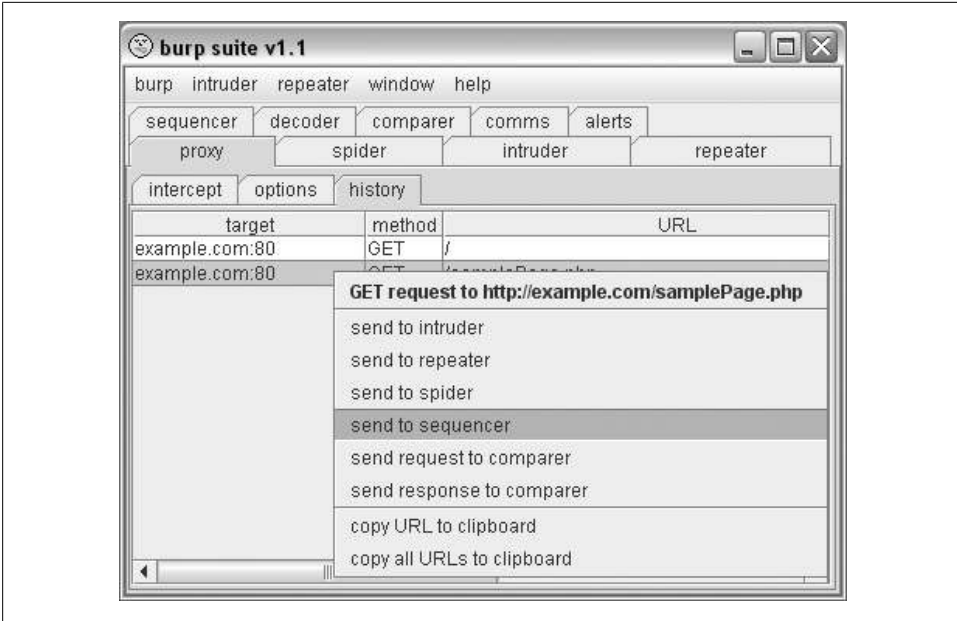 burp suite v1.1
burp intruder repeater window help
sequencer decoder comparer comms alerts
proxy spider intruder repeater
intercept options history
target method URL
example.com:80 GET /
example.com:80 GET /samplePage.php
GET request to http://example.com/samplePage.php
send to intruder
send to repeater
send to spider
send to sequencer
send request to comparer
send response to comparer
copy URL to clipboard
copy all URLs to clipboard